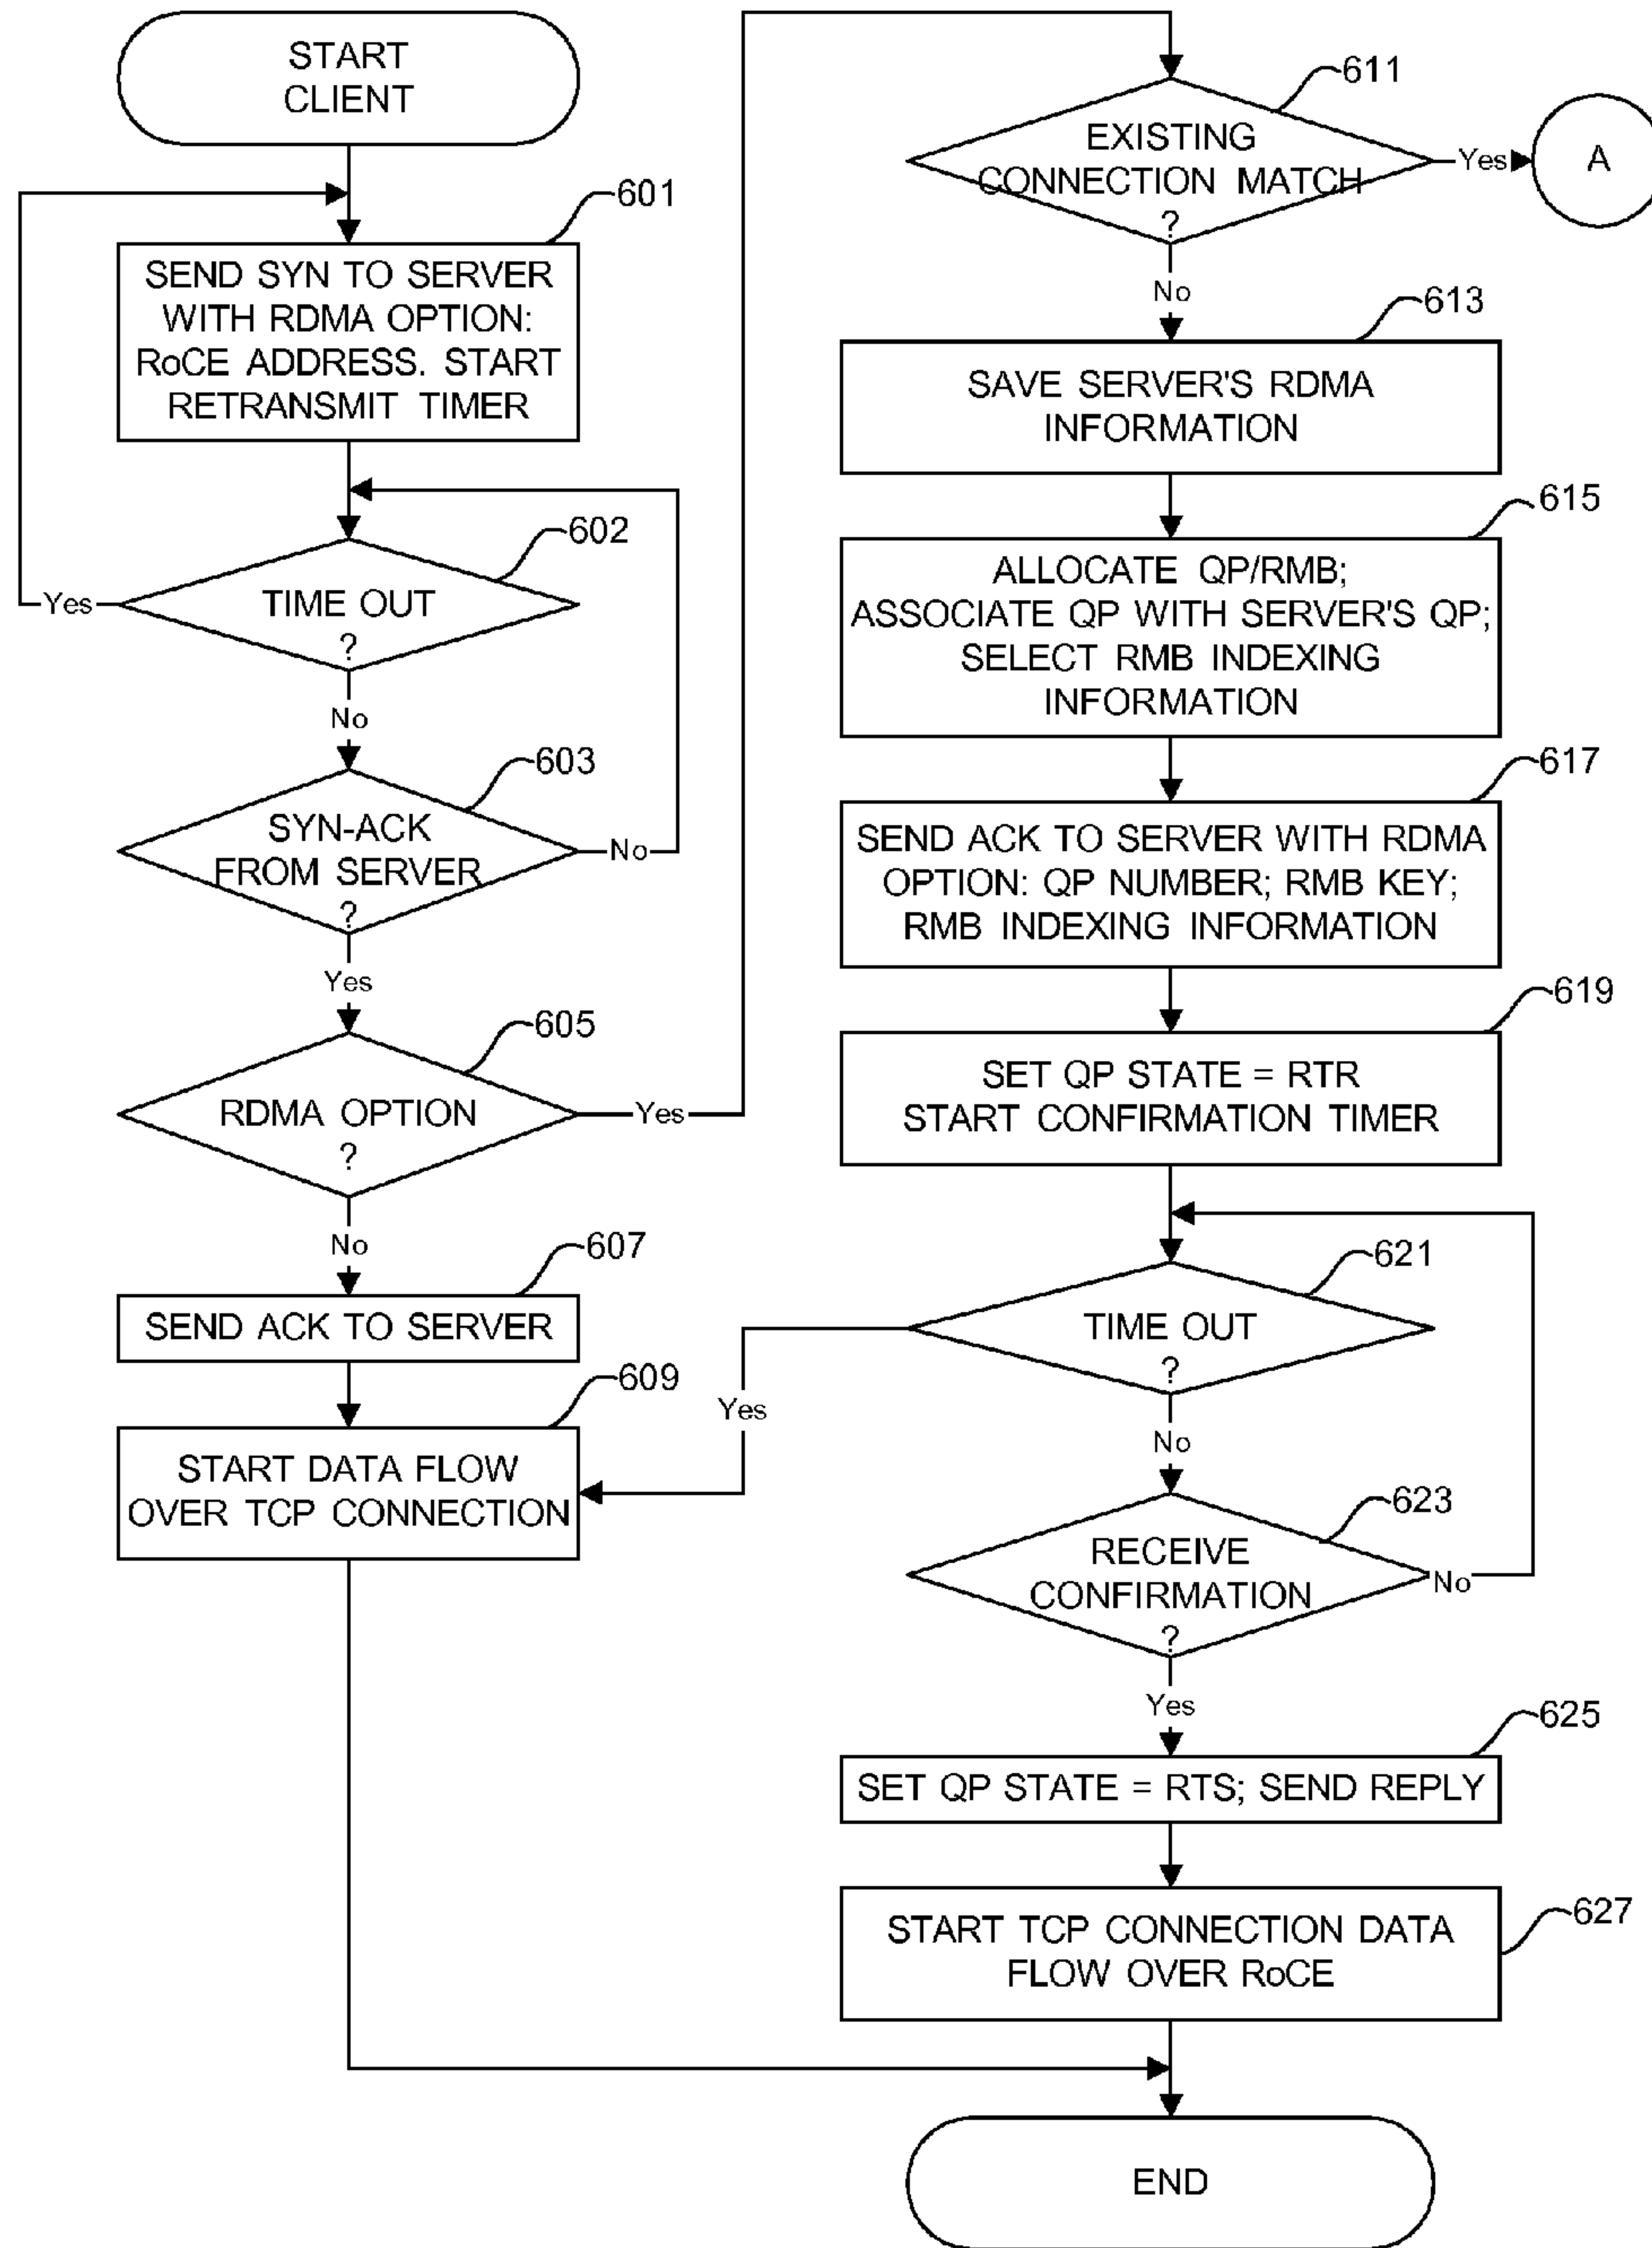 START
CLIENT
601
SEND SYN TO SERVER
WITH RDMA OPTION:
RoCE ADDRESS. START
RETRANSMIT TIMER
602
TIME OUT
?
Yes
No
603
SYN-ACK
FROM SERVER
?
No
Yes
605
RDMA OPTION
?
Yes
No
607
SEND ACK TO SERVER
609
START DATA FLOW
OVER TCP CONNECTION
611
EXISTING
CONNECTION MATCH
?
Yes
A
No
613
SAVE SERVER'S RDMA
INFORMATION
615
ALLOCATE QP/RMB;
ASSOCIATE QP WITH SERVER'S QP;
SELECT RMB INDEXING
INFORMATION
617
SEND ACK TO SERVER WITH RDMA
OPTION: QP NUMBER; RMB KEY;
RMB INDEXING INFORMATION
619
SET QP STATE = RTR
START CONFIRMATION TIMER
621
TIME OUT
?
Yes
No
623
RECEIVE
CONFIRMATION
?
No
Yes
625
SET QP STATE = RTS; SEND REPLY
627
START TCP CONNECTION DATA
FLOW OVER RoCE
END